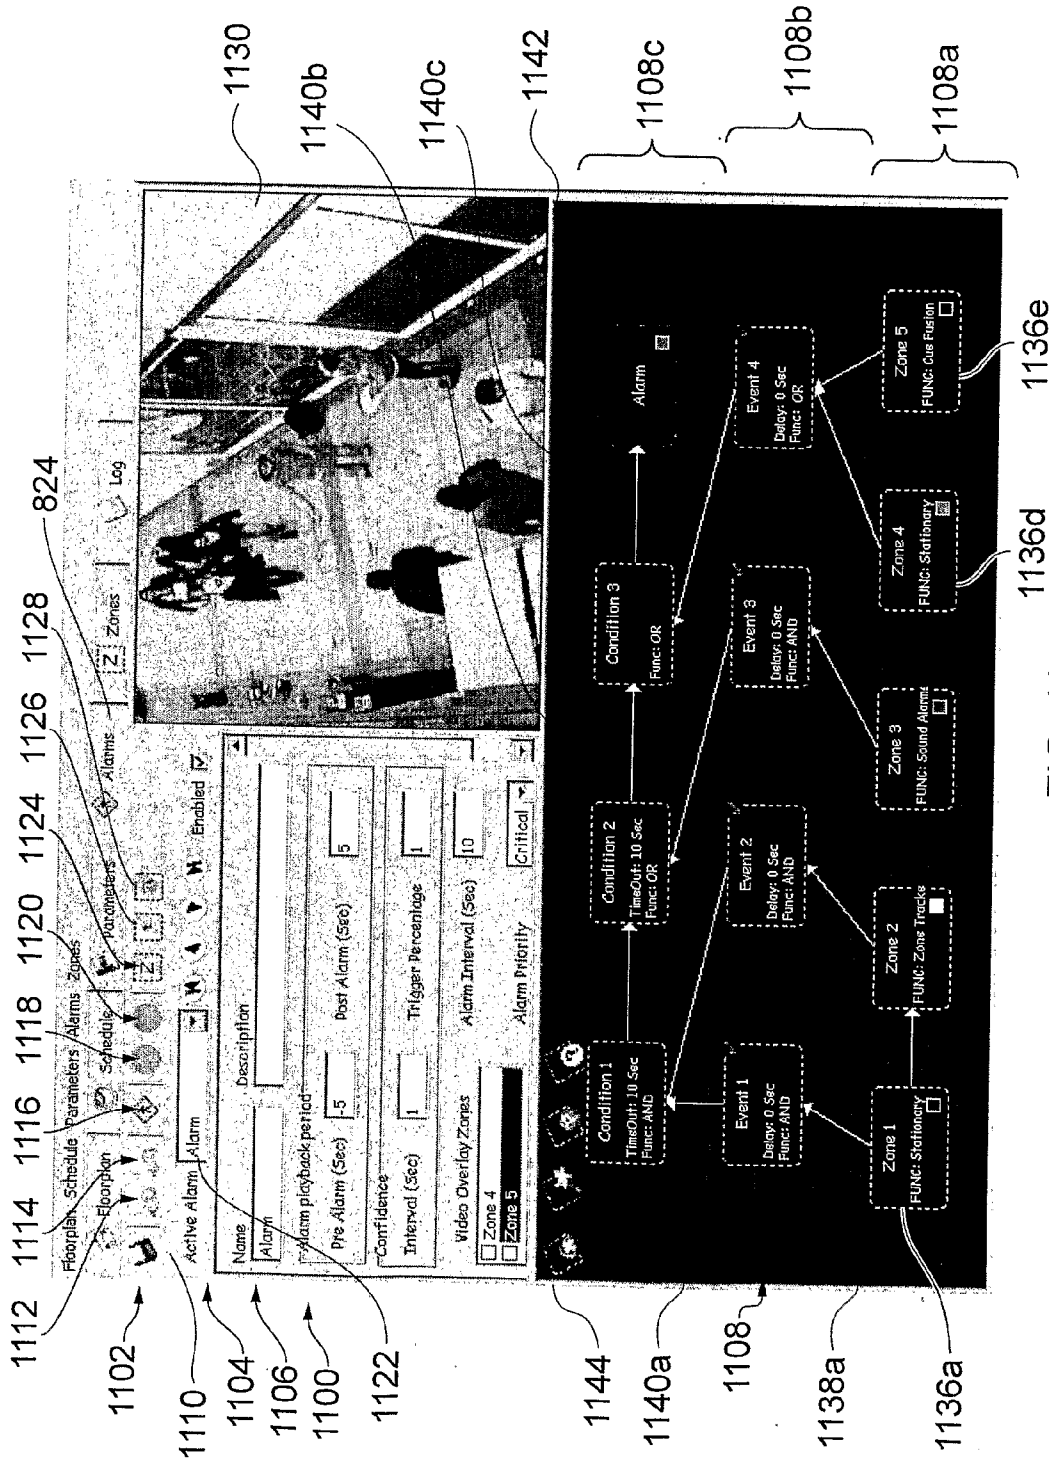 1112
1114
1116
1118
1120
1124
1126
1128
824
1102
1110
1104
1106
1100
1122
1130
1140b
1140c
1142
1108c
1108b
1108a
1144
1140a
1108
1138a
1136a
1136d
1136e
Floorplan Schedule Parameters Alarms Zones
Floorplan Schedule Parameters Alarms Zones Log
Active Alarm Alarm Enabled
Name Description
Alarm
Alarm playback period
Pre Alarm (Sec) -5 Post Alarm (Sec) 5
Confidence
Interval (Sec) 1 Trigger Percentage 1
Video Overlay Zones Alarm Interval (Sec) 10
Zone 4
Zone 5
Alarm Priority Critical
Condition 1
TimeOut: 10 Sec
Func: AND
Condition 2
TimeOut: 10 Sec
Func: OR
Condition 3
Func: OR
Alarm
Event 1
Delay: 0 Sec
Func: AND
Event 2
Delay: 0 Sec
Func: AND
Event 3
Delay: 0 Sec
Func: AND
Event 4
Delay: 0 Sec
Func: OR
Zone 1
FUNC: Stationary
Zone 2
FUNC: Zone Tracke
Zone 3
FUNC: Sound Alarms
Zone 4
FUNC: Stationary
Zone 5
FUNC: Cus Fusion